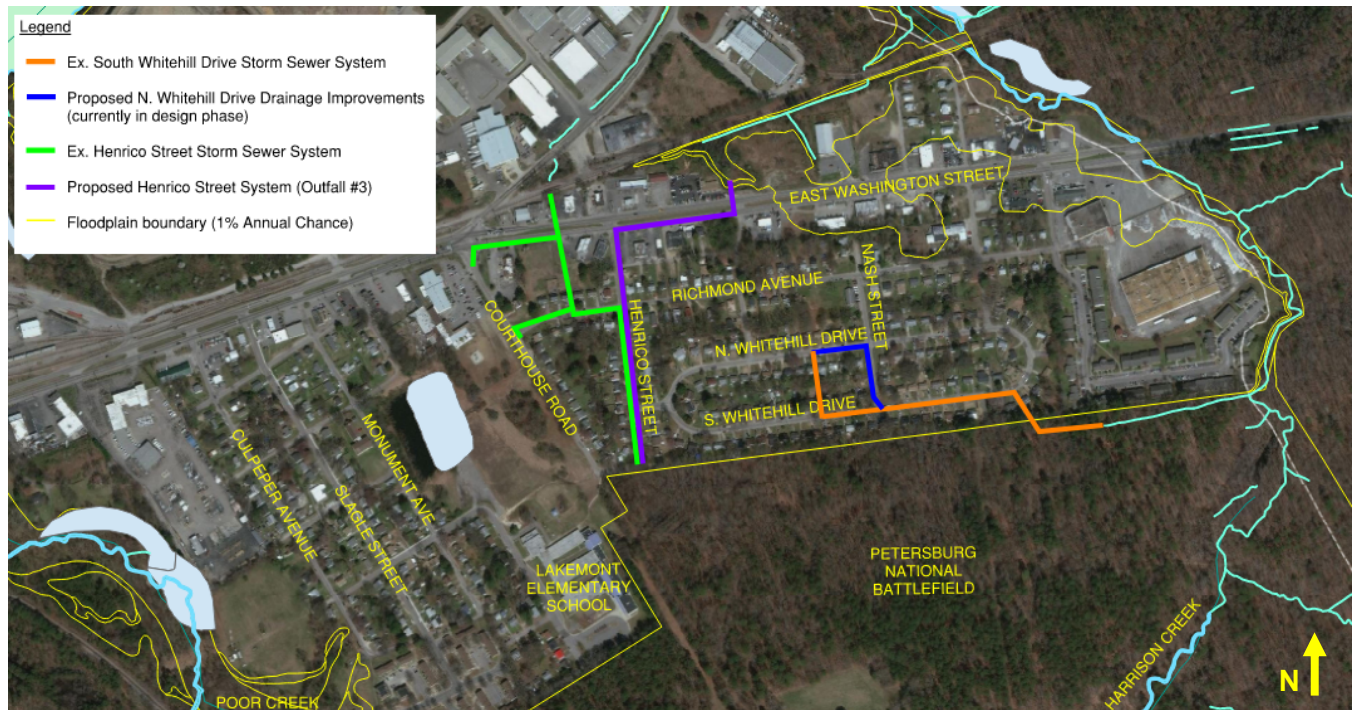 Legend
Ex. South Whitehill Drive Storm Sewer System
Proposed N. Whitehill Drive Drainage Improvements
(currently in design phase)
Ex. Henrico Street Storm Sewer System
Proposed Henrico Street System (Outfall #3)
Floodplain boundary (1% Annual Chance)
EAST WASHINGTON STREET
RICHMOND AVENUE
NASH STREET
N. WHITEHILL DRIVE
S. WHITEHILL DRIVE
HENRICO STREET
COURTHOUSE ROAD
MONUMENT AVE
SLAGLE STREET
CULPEPER AVENUE
LAKEMONT
ELEMENTARY
SCHOOL
PETERSBURG
NATIONAL
BATTLEFIELD
HARRISON CREEK
POOR CREEK
N